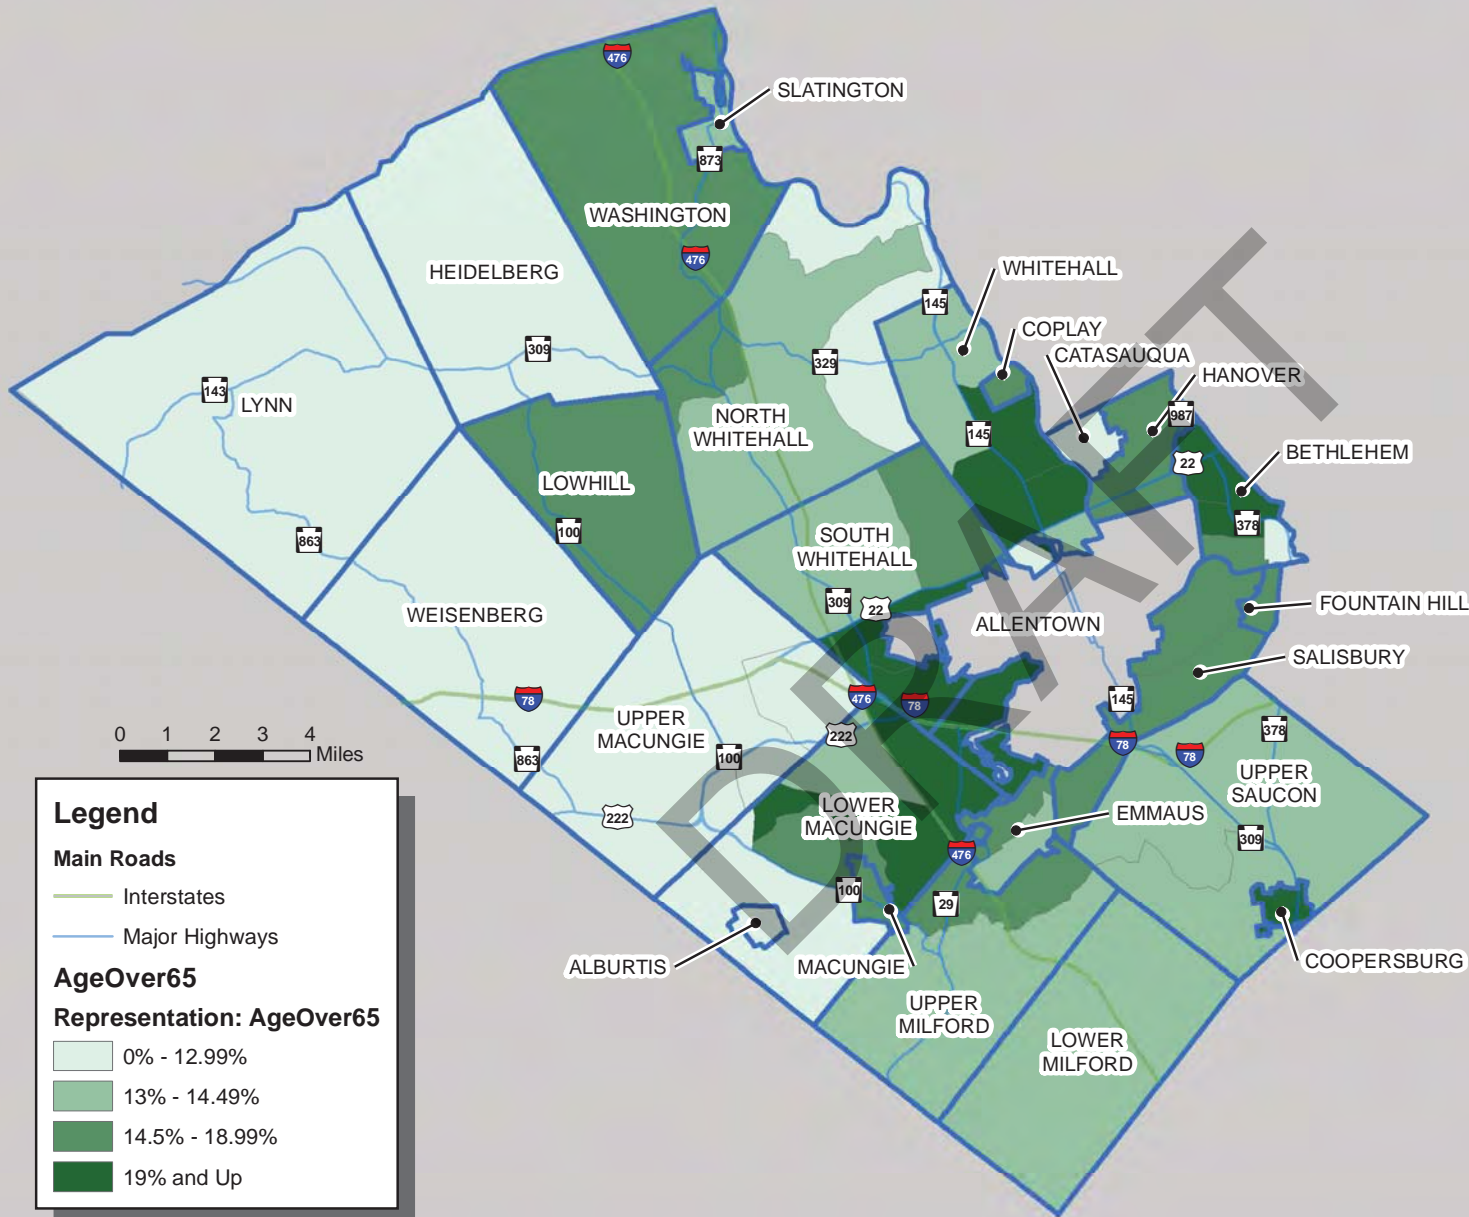 476
SLATINGTON
873
WASHINGTON
476
HEIDELBERG
WHITEHALL
145
COPLAY
CATASAUQUA
HANOVER
309
329
143
LYNN
987
NORTH
WHITEHALL
145
BETHLEHEM
22
LOWHILL
378
100
863
SOUTH
WHITEHALL
309
22
FOUNTAIN HILL
WEISENBERG
ALLENTOWN
SALISBURY
78
476
78
145
UPPER
MACUNGIE
222
378
0 1 2 3 4
Miles
863
100
78
78
UPPER
SAUCON
222
LOWER
MACUNGIE
EMMAUS
309
476
100
29
ALBURTIS
MACUNGIE
COOPERSBURG
UPPER
MILFORD
LOWER
MILFORD
DRAFT
Legend
Main Roads
Interstates
Major Highways
AgeOver65
Representation: AgeOver65
0% - 12.99%
13% - 14.49%
14.5% - 18.99%
19% and Up